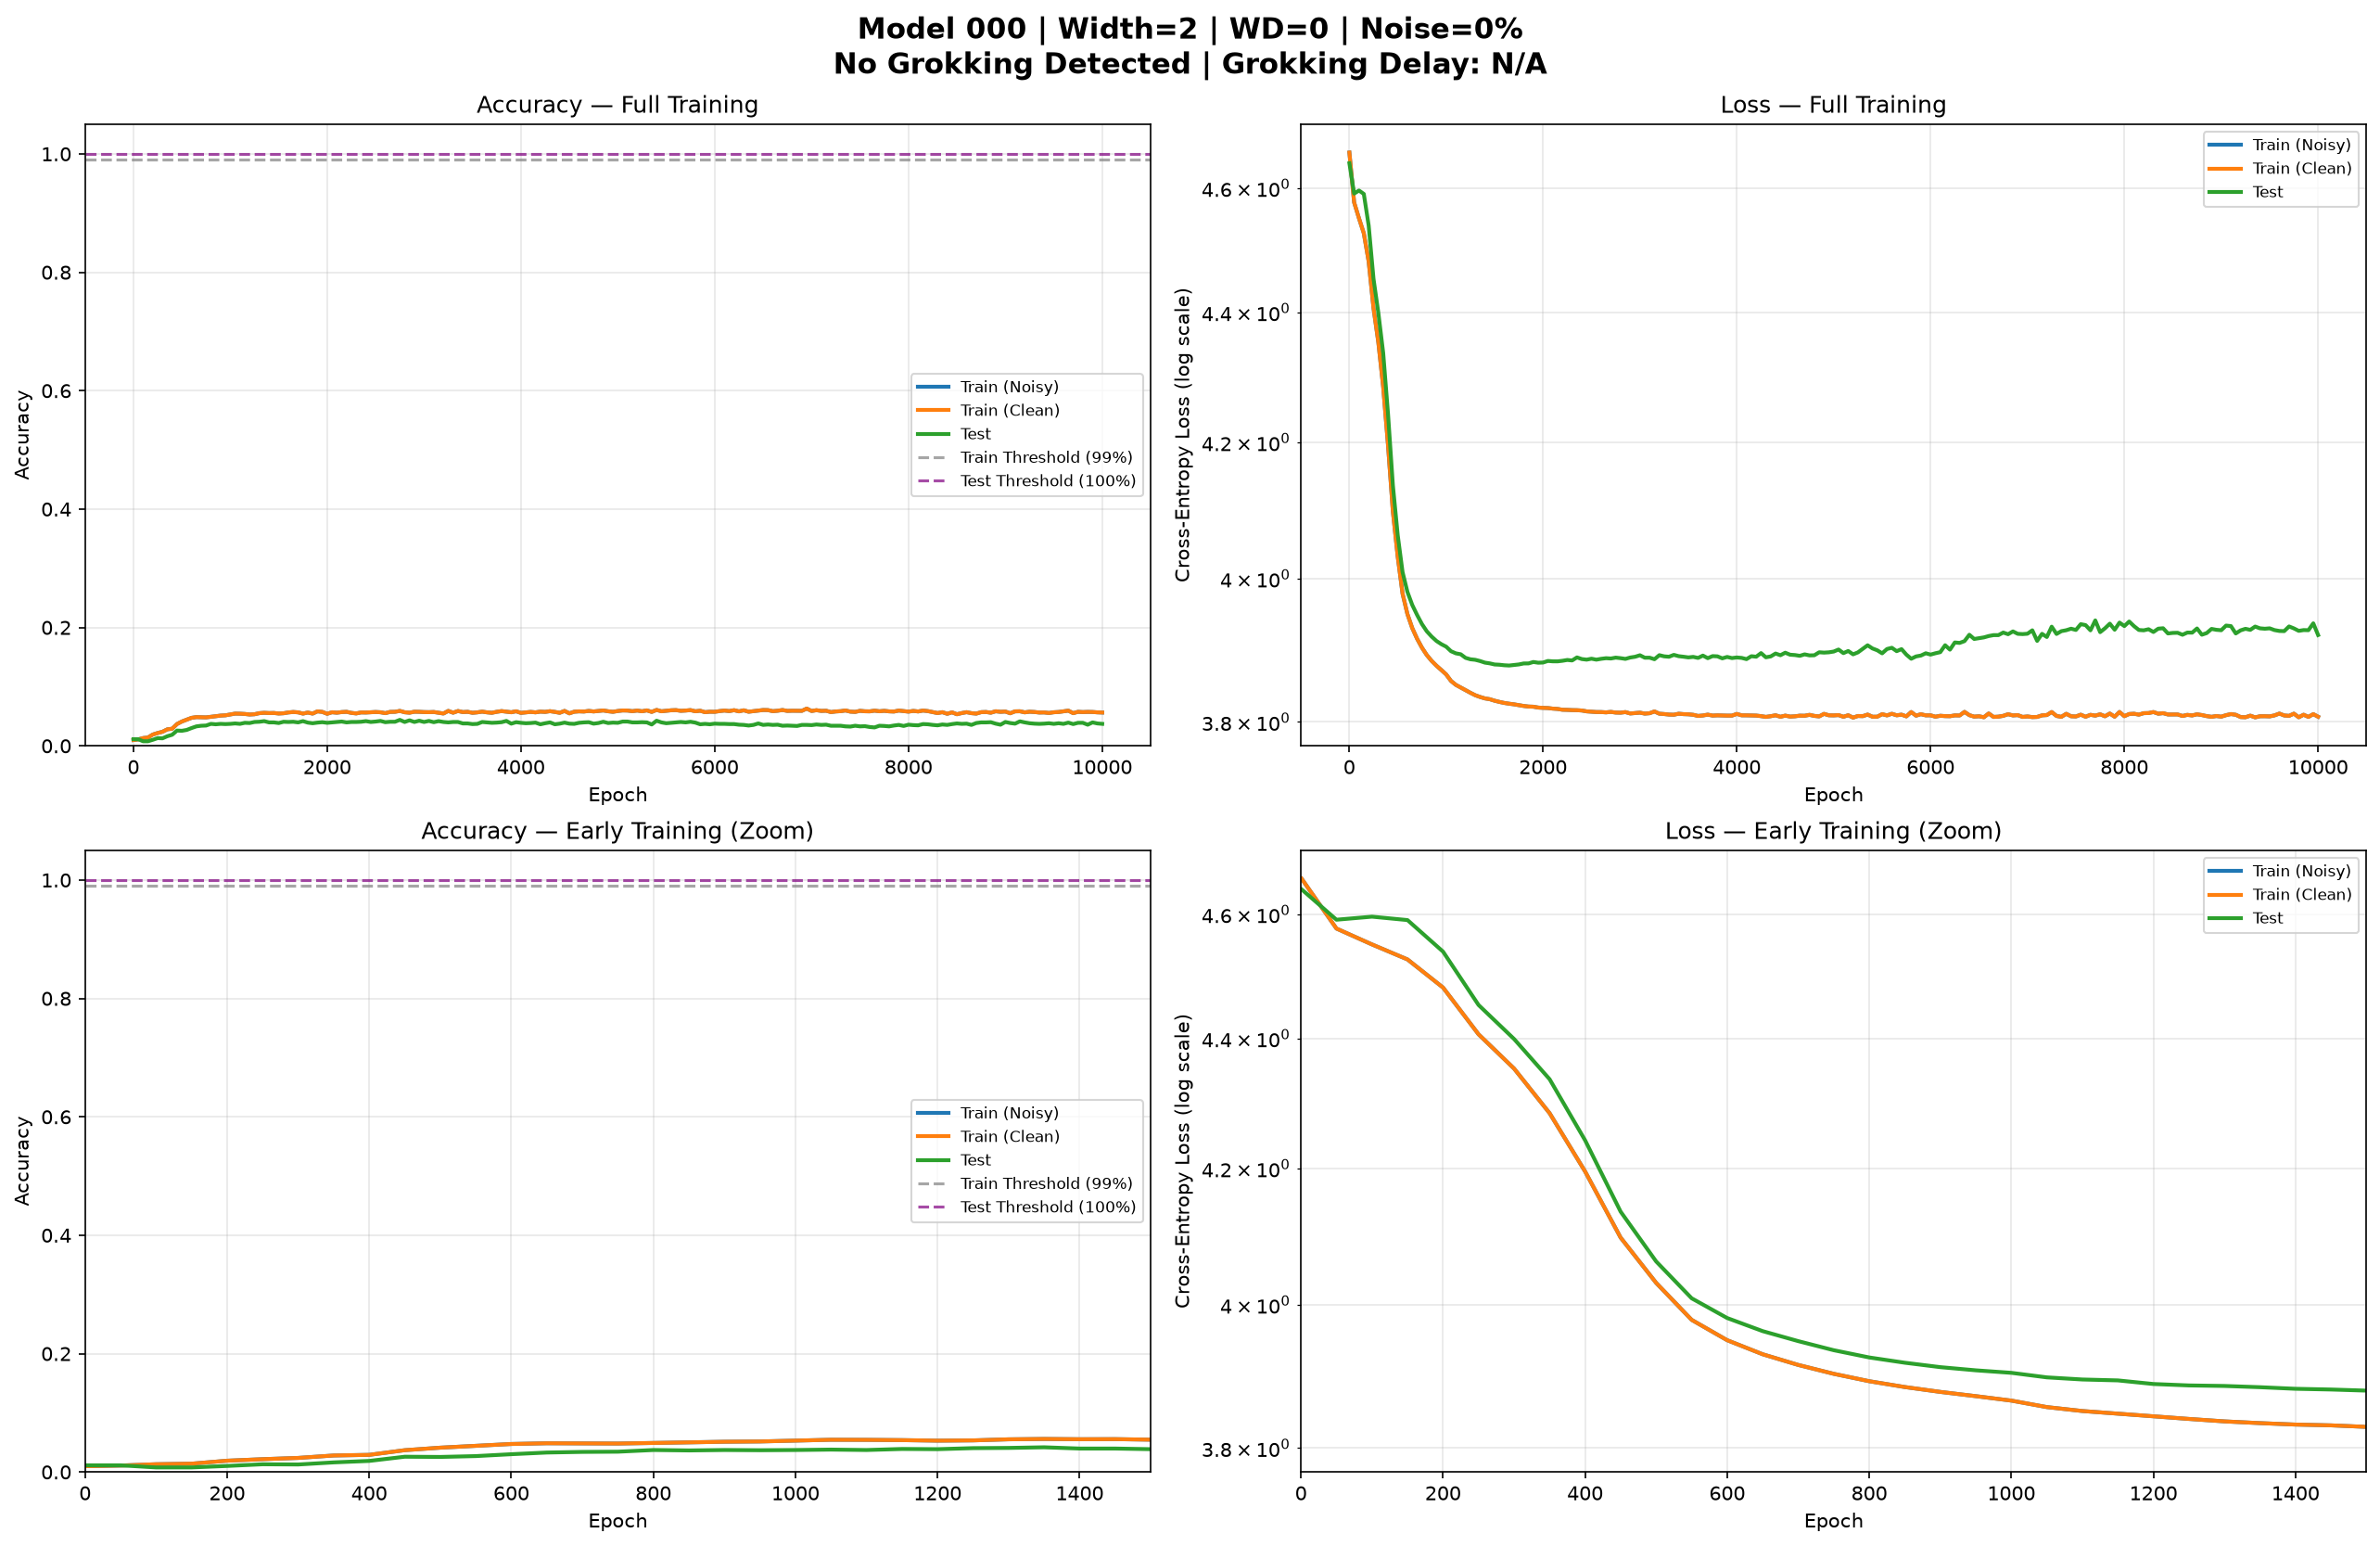 Model 000 | Width=2 | WD=0 | Noise=0%
No Grokking Detected | Grokking Delay: N/A
Accuracy — Full Training
1.0
0.8
0.6
0.4
0.2
0.0
Accuracy
Train (Noisy)
Train (Clean)
Test
Train Threshold (99%)
Test Threshold (100%)
0 2000 4000 6000 8000 10000
Epoch
Loss — Full Training
4.6 × 10⁰
4.4 × 10⁰
4.2 × 10⁰
4 × 10⁰
3.8 × 10⁰
Cross-Entropy Loss (log scale)
Train (Noisy)
Train (Clean)
Test
0 2000 4000 6000 8000 10000
Epoch
Accuracy — Early Training (Zoom)
1.0
0.8
0.6
0.4
0.2
0.0
Accuracy
Train (Noisy)
Train (Clean)
Test
Train Threshold (99%)
Test Threshold (100%)
0 200 400 600 800 1000 1200 1400
Epoch
Loss — Early Training (Zoom)
4.6 × 10⁰
4.4 × 10⁰
4.2 × 10⁰
4 × 10⁰
3.8 × 10⁰
Cross-Entropy Loss (log scale)
Train (Noisy)
Train (Clean)
Test
0 200 400 600 800 1000 1200 1400
Epoch